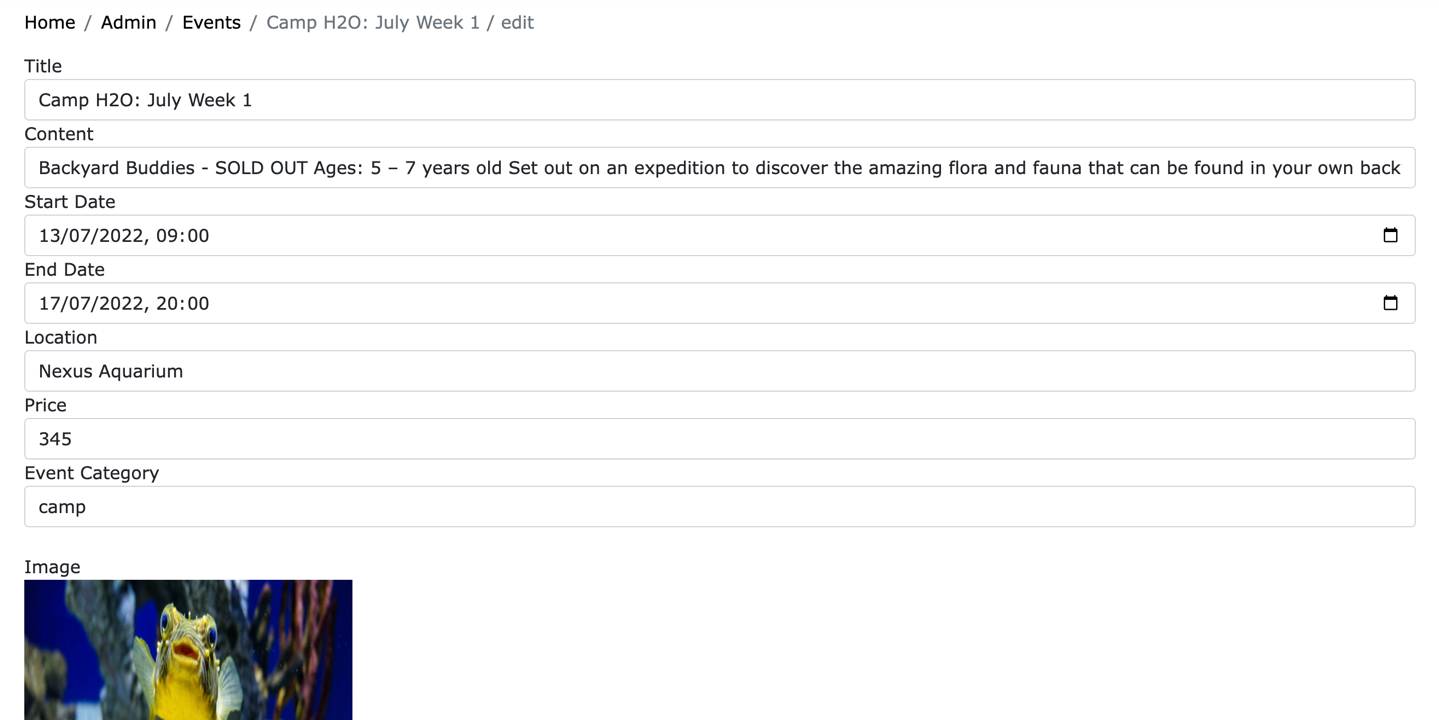 Home / Admin / Events / Camp H2O: July Week 1 / edit
Title
Camp H2O: July Week 1
Content
Backyard Buddies - SOLD OUT Ages: 5 – 7 years old Set out on an expedition to discover the amazing flora and fauna that can be found in your own back
Start Date
13/07/2022, 09:00
End Date
17/07/2022, 20:00
Location
Nexus Aquarium
Price
345
Event Category
camp
Image